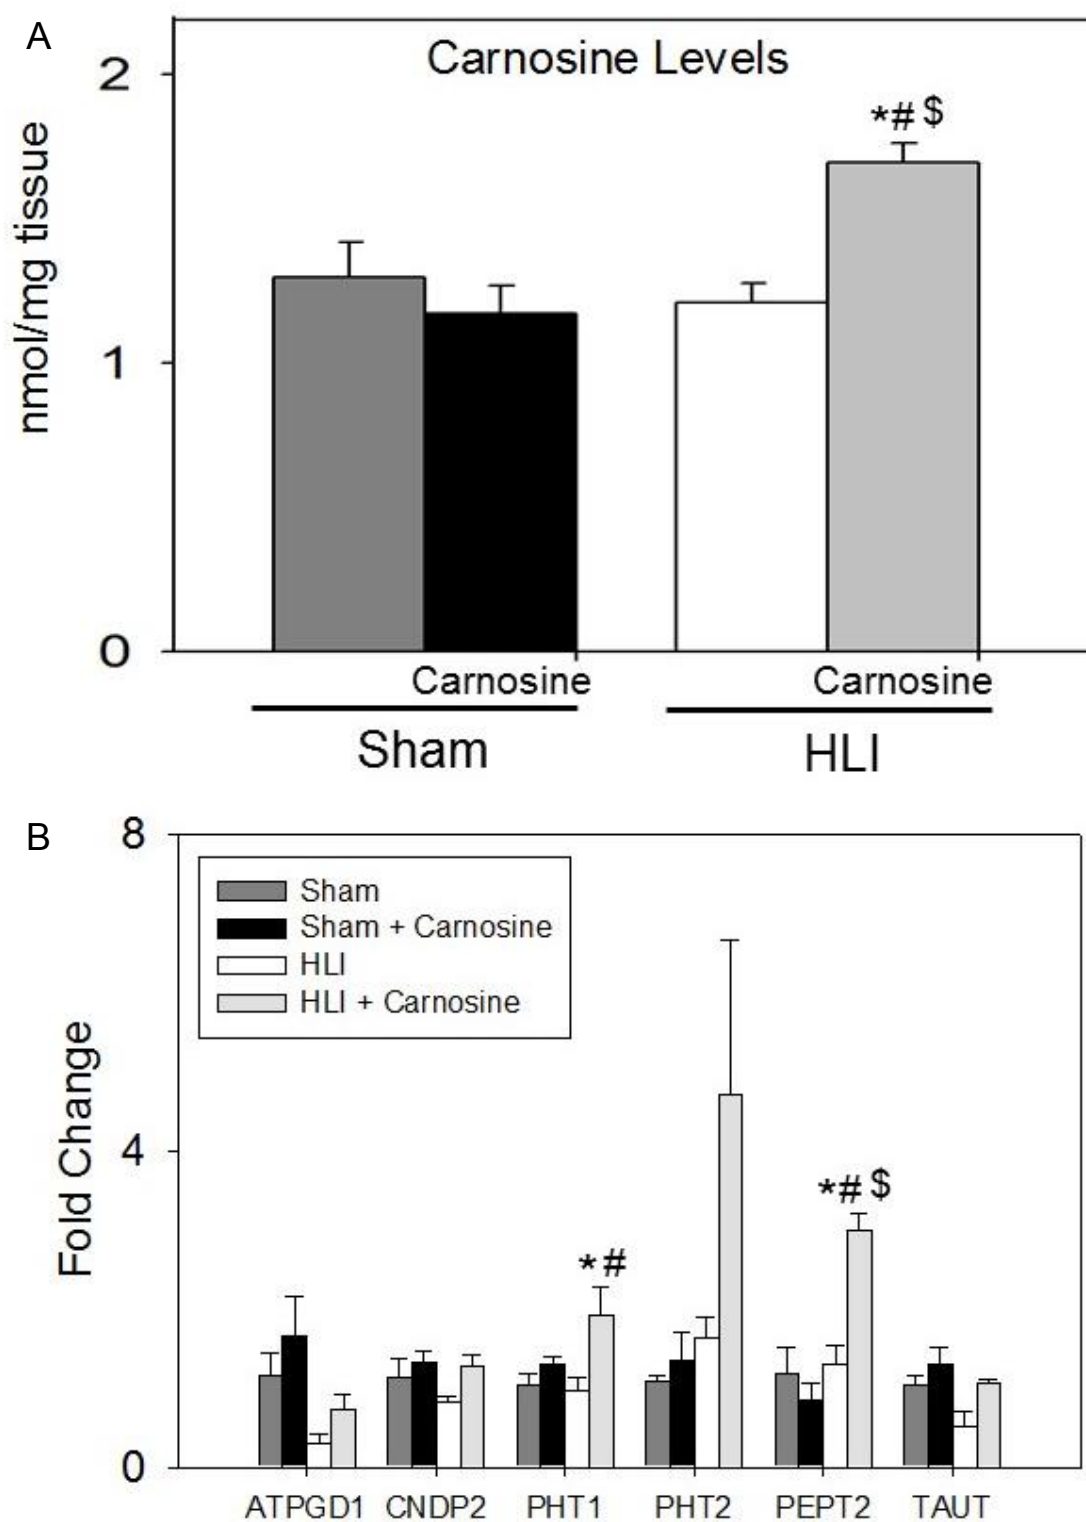 A
Carnosine Levels
2
*#$
nmol/mg tissue
1
0
Carnosine
Carnosine
Sham
HLI
B
8
Sham
Sham + Carnosine
HLI
HLI + Carnosine
Fold Change
4
*#$
*#
0
ATPGD1 CNDP2 PHT1 PHT2 PEPT2 TAUT